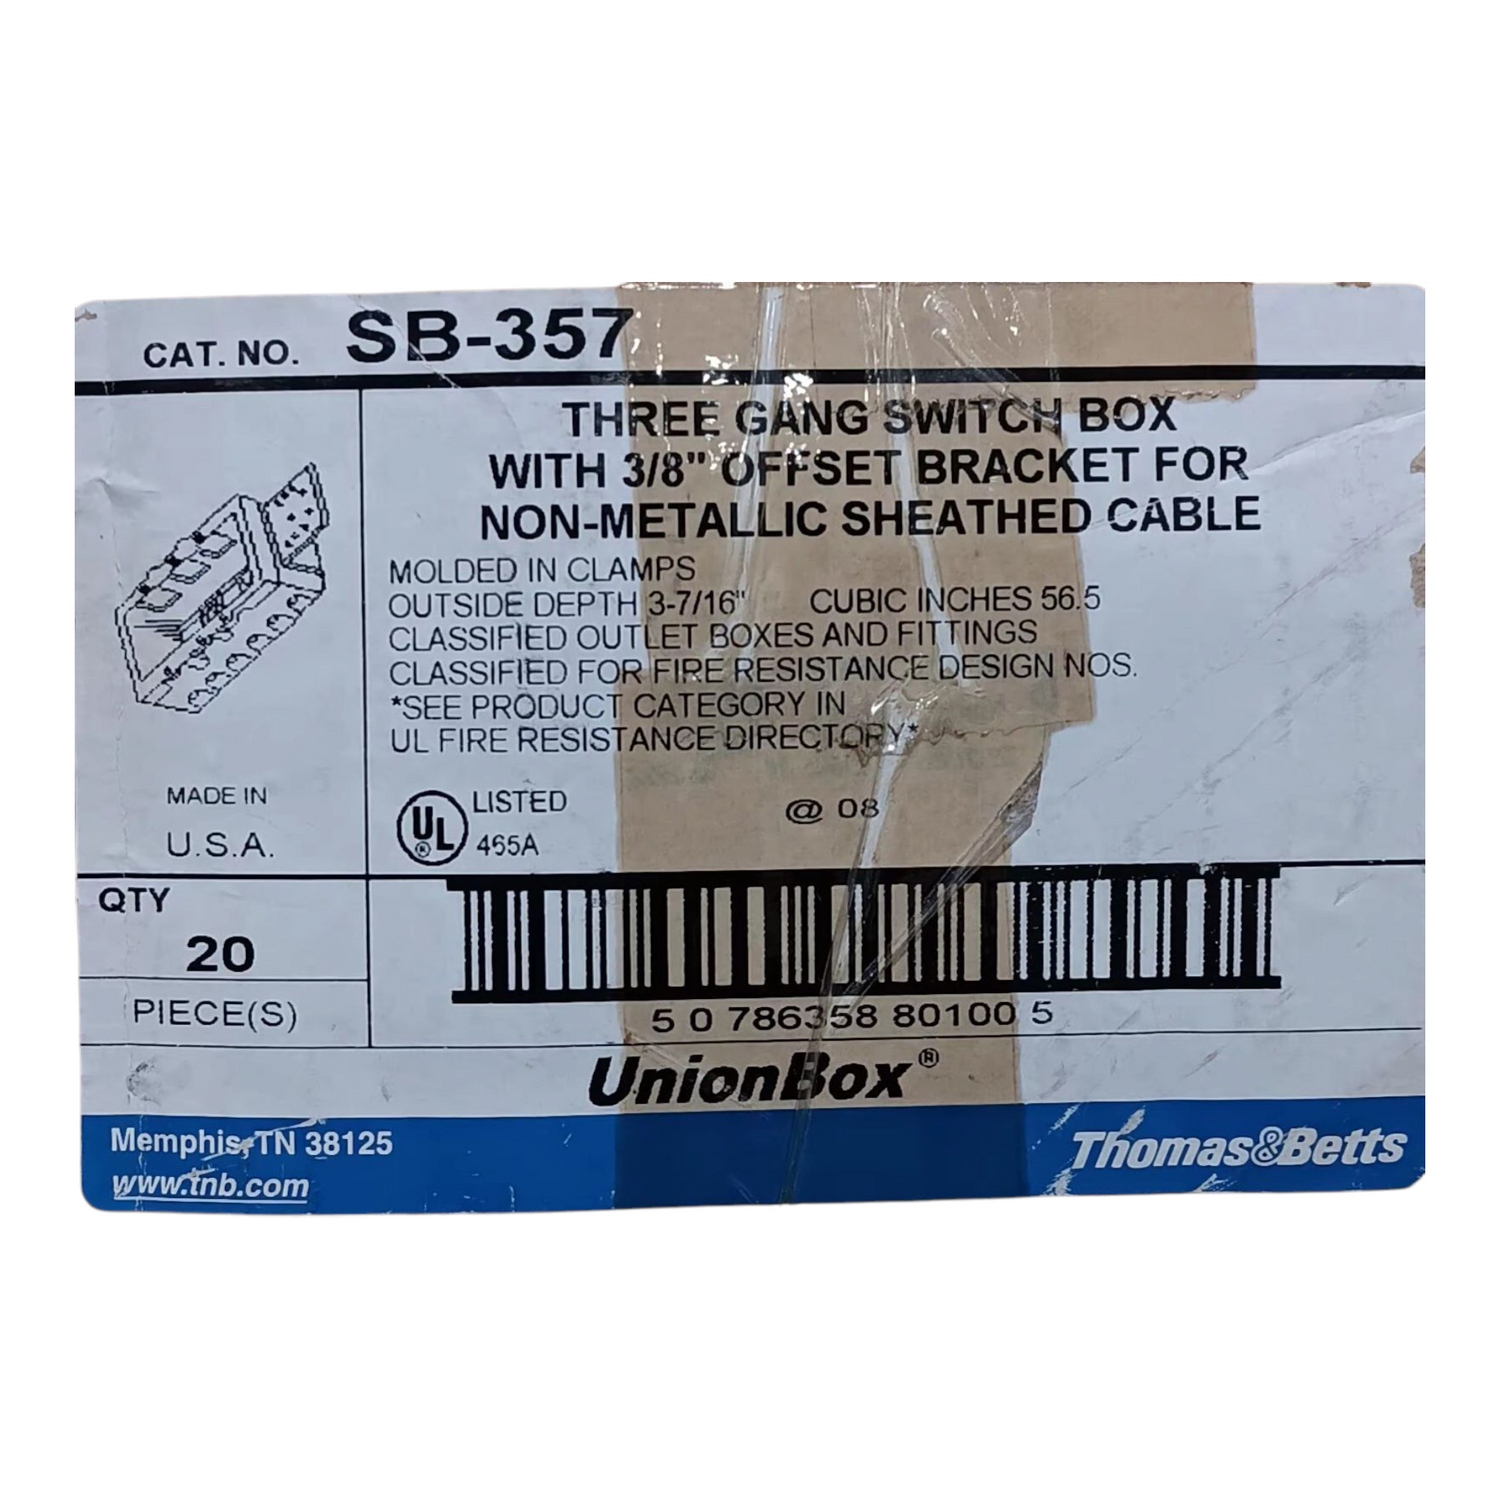 CAT. NO. SB-357
THREE GANG SWITCH BOX
WITH 3/8" OFFSET BRACKET FOR
NON-METALLIC SHEATHED CABLE
MOLDED IN CLAMPS
OUTSIDE DEPTH 3-7/16" CUBIC INCHES 56.5
CLASSIFIED OUTLET BOXES AND FITTINGS
CLASSIFIED FOR FIRE RESISTANCE DESIGN NOS.
*SEE PRODUCT CATEGORY IN
UL FIRE RESISTANCE DIRECTORY*
MADE IN
U.S.A.
UL® LISTED
465A
@ 08
QTY
20
PIECE(S)
5 0 786358 80100 5
UnionBox®
Memphis, TN 38125
www.tnb.com
Thomas&Betts